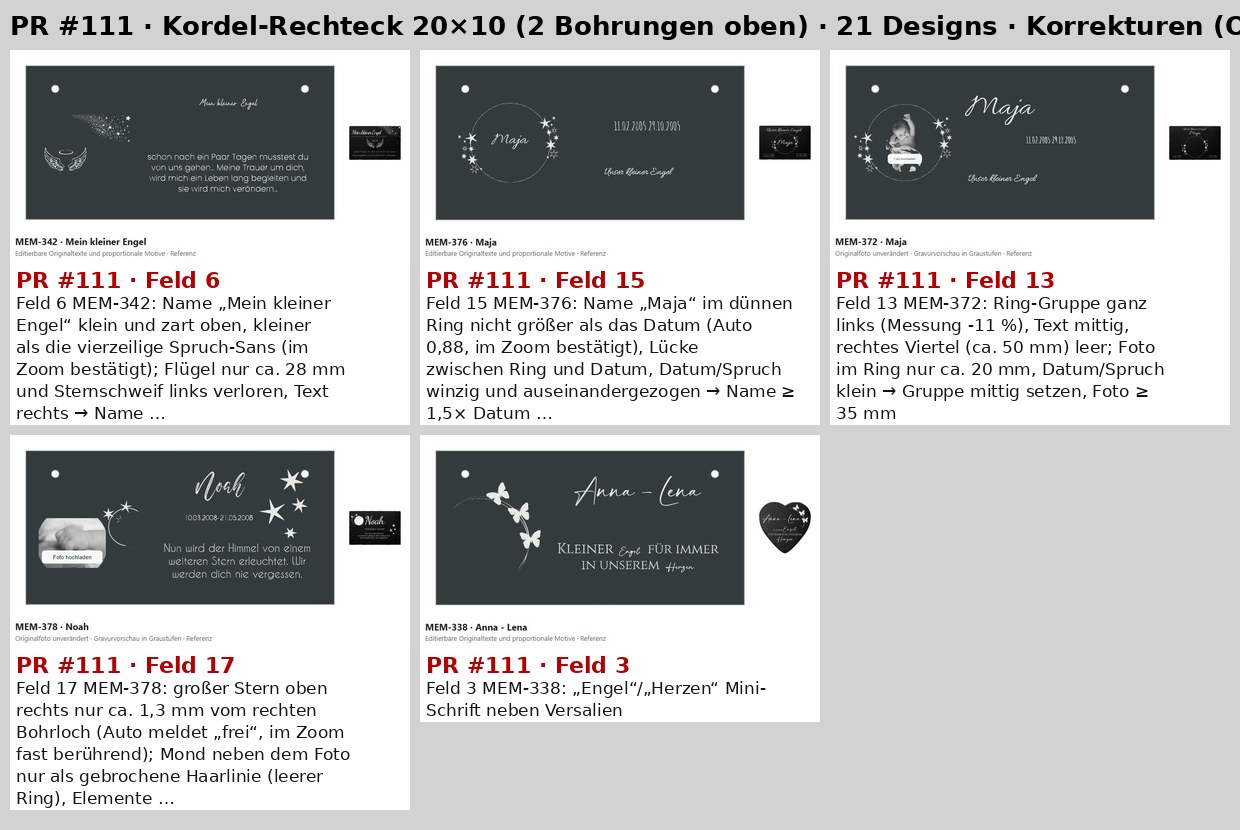 PR #111 · Kordel-Rechteck 20×10 (2 Bohrungen oben) · 21 Designs · Korrekturen (
Mein kleiner Engel
schon nach ein Paar Tagen musstest du
von uns gehen.. Meine Trauer um dich,
wird mich ein Leben lang begleiten und
sie wird mich verändern..
MEM-342 · Mein kleiner Engel
Editierbare Originaltexte und proportionale Motive · Referenz
PR #111 · Feld 6
Feld 6 MEM-342: Name „Mein kleiner
Engel“ klein und zart oben, kleiner
als die vierzeilige Spruch-Sans (im
Zoom bestätigt); Flügel nur ca. 28 mm
und Sternschweif links verloren, Text
rechts → Name …
Maja
11.02.2005 29.10.2005
Unser kleiner Engel
MEM-376 · Maja
Editierbare Originaltexte und proportionale Motive · Referenz
PR #111 · Feld 15
Feld 15 MEM-376: Name „Maja“ im dünnen
Ring nicht größer als das Datum (Auto
0,88, im Zoom bestätigt), Lücke
zwischen Ring und Datum, Datum/Spruch
winzig und auseinandergezogen → Name ≥
1,5× Datum …
Maja
11.02.2005 29.10.2005
Foto hochladen
Unser kleiner Engel
MEM-372 · Maja
Originalfoto unverändert · Gravurvorschau in Graustufen · Referenz
PR #111 · Feld 13
Feld 13 MEM-372: Ring-Gruppe ganz
links (Messung -11 %), Text mittig,
rechtes Viertel (ca. 50 mm) leer; Foto
im Ring nur ca. 20 mm, Datum/Spruch
klein → Gruppe mittig setzen, Foto ≥
35 mm
Noah
10.03.2008-21.05.2008
Foto hochladen
Nun wird der Himmel von einem
weiteren Stern erleuchtet. Wir
werden dich nie vergessen.
Noah
MEM-378 · Noah
Originalfoto unverändert · Gravurvorschau in Graustufen · Referenz
PR #111 · Feld 17
Feld 17 MEM-378: großer Stern oben
rechts nur ca. 1,3 mm vom rechten
Bohrloch (Auto meldet „frei“, im Zoom
fast berührend); Mond neben dem Foto
nur als gebrochene Haarlinie (leerer
Ring), Elemente …
Anna - Lena
KLEINER Engel FÜR IMMER
IN UNSEREM Herzen
MEM-338 · Anna - Lena
Editierbare Originaltexte und proportionale Motive · Referenz
PR #111 · Feld 3
Feld 3 MEM-338: „Engel“/„Herzen“ Mini-
Schrift neben Versalien